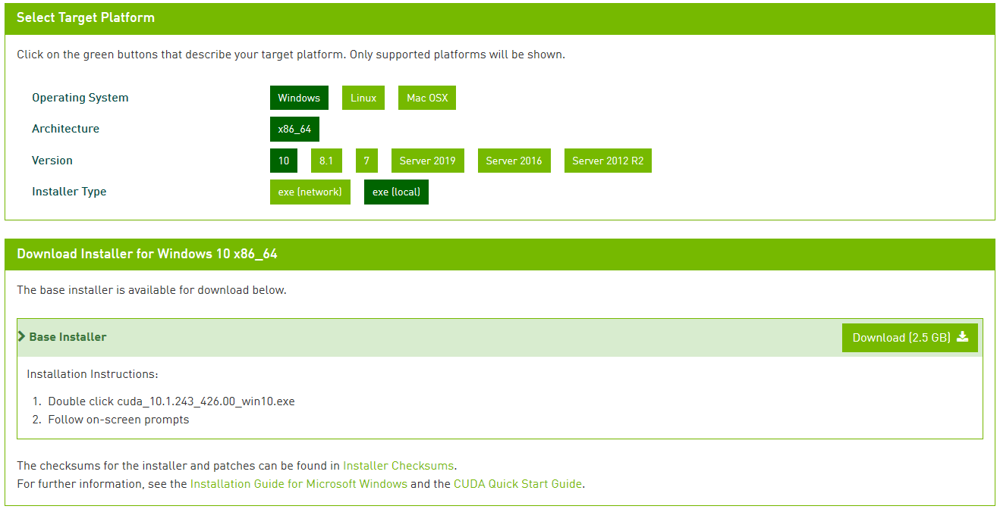 Select Target Platform
Click on the green buttons that describe your target platform. Only supported platforms will be shown.
Operating System Windows Linux Mac OSX
Architecture x86_64
Version 10 8.1 7 Server 2019 Server 2016 Server 2012 R2
Installer Type exe (network) exe (local)
Download Installer for Windows 10 x86_64
The base installer is available for download below.
Base Installer Download (2.5 GB)
Installation Instructions:
1. Double click cuda_10.1.243_426.00_win10.exe
2. Follow on-screen prompts
The checksums for the installer and patches can be found in Installer Checksums.
For further information, see the Installation Guide for Microsoft Windows and the CUDA Quick Start Guide.